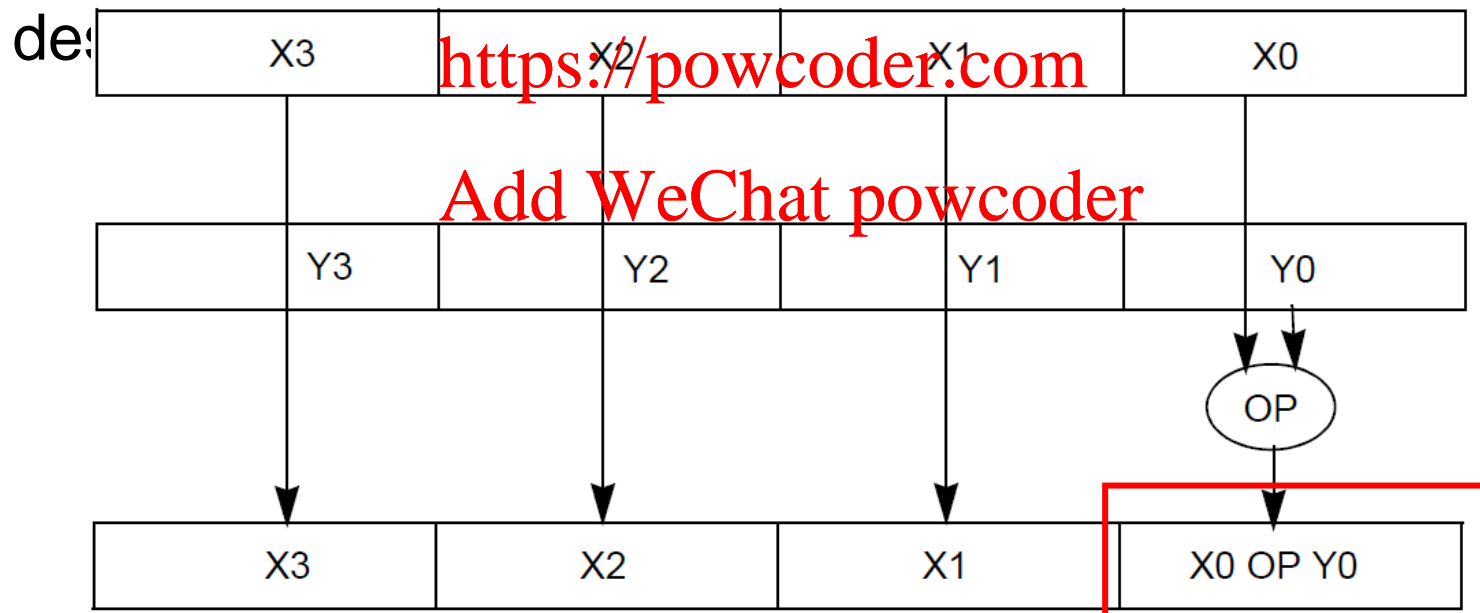 des
X3 X2 X1 X0
https://powcoder.com
Add WeChat powcoder
Y3 Y2 Y1 Y0
OP
X3 X2 X1 X0 OP Y0